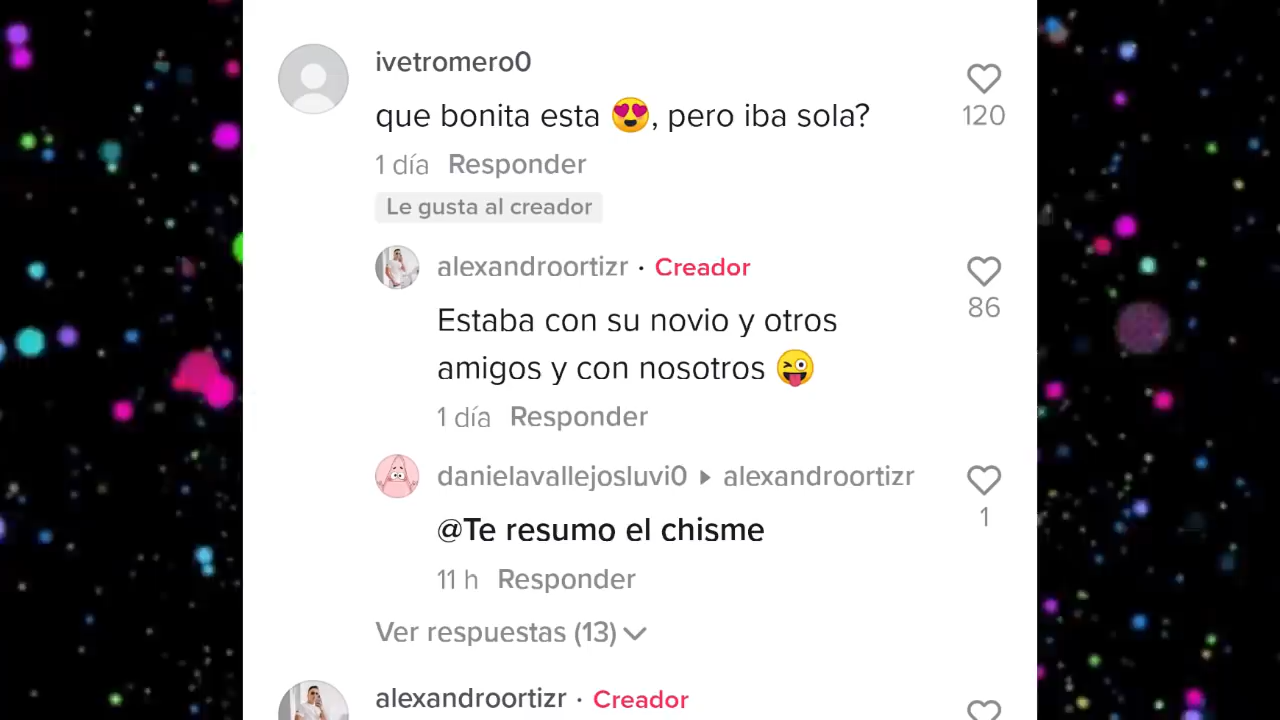 ivetromero0
que bonita esta 😍, pero iba sola?
120
1 día Responder
Le gusta al creador
alexandroortizr · Creador
Estaba con su novio y otros
amigos y con nosotros 😜
86
1 día Responder
danielavallejosluvi0 ▸ alexandroortizr
@Te resumo el chisme
1
11 h Responder
Ver respuestas (13)
alexandroortizr · Creador